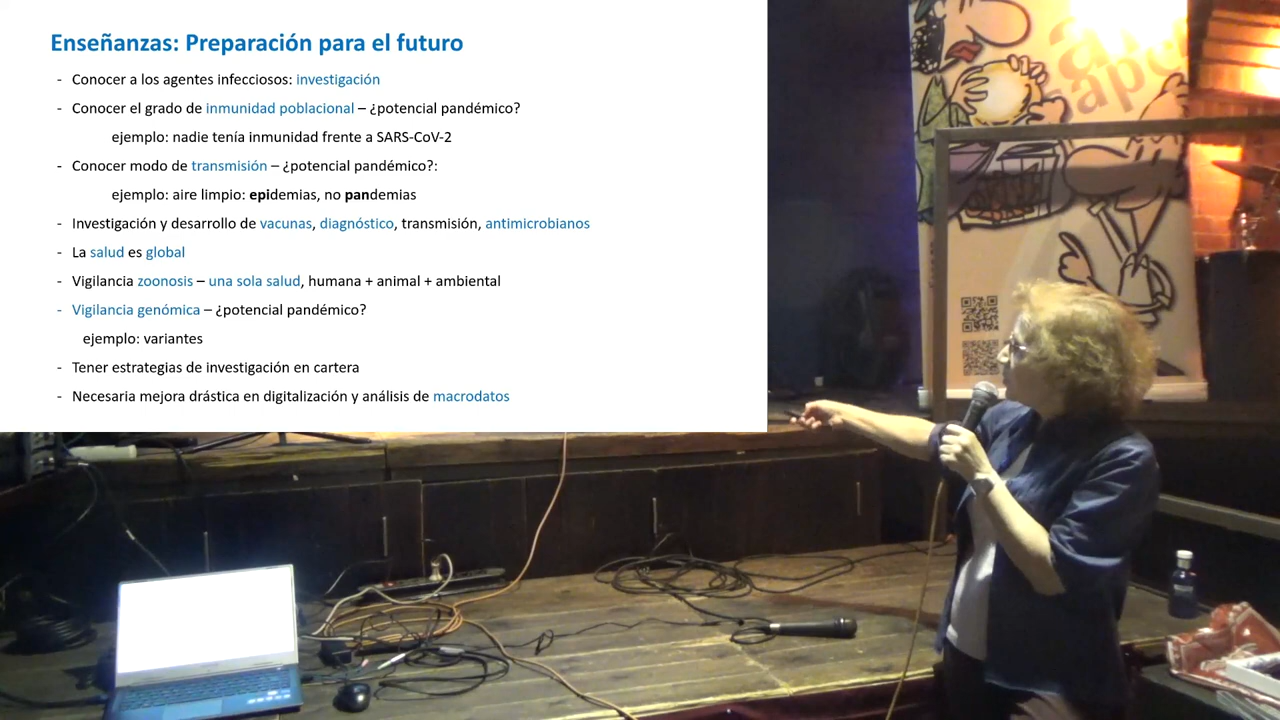 Enseñanzas: Preparación para el futuro
- Conocer a los agentes infecciosos: investigación
- Conocer el grado de inmunidad poblacional – ¿potencial pandémico?
ejemplo: nadie tenía inmunidad frente a SARS-CoV-2
- Conocer modo de transmisión – ¿potencial pandémico?:
ejemplo: aire limpio: epidemias, no pandemias
- Investigación y desarrollo de vacunas, diagnóstico, transmisión, antimicrobianos
- La salud es global
- Vigilancia zoonosis – una sola salud, humana + animal + ambiental
- Vigilancia genómica – ¿potencial pandémico?
ejemplo: variantes
- Tener estrategias de investigación en cartera
- Necesaria mejora drástica en digitalización y análisis de macrodatos